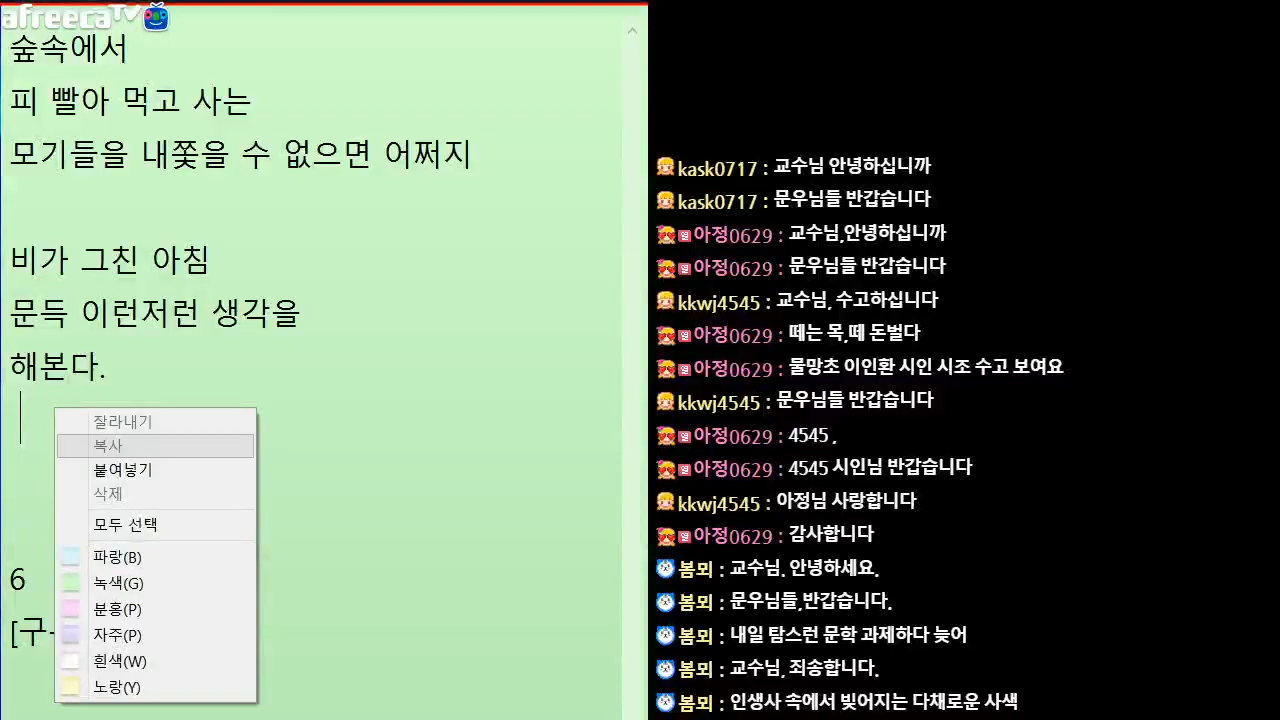 afreecaTV
숲속에서
피 빨아 먹고 사는
모기들을 내쫓을 수 없으면 어쩌지
비가 그친 아침
문득 이런저런 생각을
해본다.
잘라내기
복사
붙여넣기
삭제
모두 선택
파랑(B)
녹색(G)
분홍(P)
자주(P)
흰색(W)
노랑(Y)
6
[구
kask0717 : 교수님 안녕하십니까
kask0717 : 문우님들 반갑습니다
아정0629 : 교수님,안녕하십니까
아정0629 : 문우님들 반갑습니다
kkwj4545 : 교수님, 수고하십니다
아정0629 : 떼는 목,떼 돈벌다
아정0629 : 물망초 이인환 시인 시조 수고 보여요
kkwj4545 : 문우님들 반갑습니다
아정0629 : 4545 ,
아정0629 : 4545 시인님 반갑습니다
kkwj4545 : 아정님 사랑합니다
아정0629 : 감사합니다
봄뫼 : 교수님, 안녕하세요.
봄뫼 : 문우님들,반갑습니다.
봄뫼 : 내일 탐스런 문학 과제하다 늦어
봄뫼 : 교수님, 죄송합니다.
봄뫼 : 인생사 속에서 빚어지는 다채로운 사색